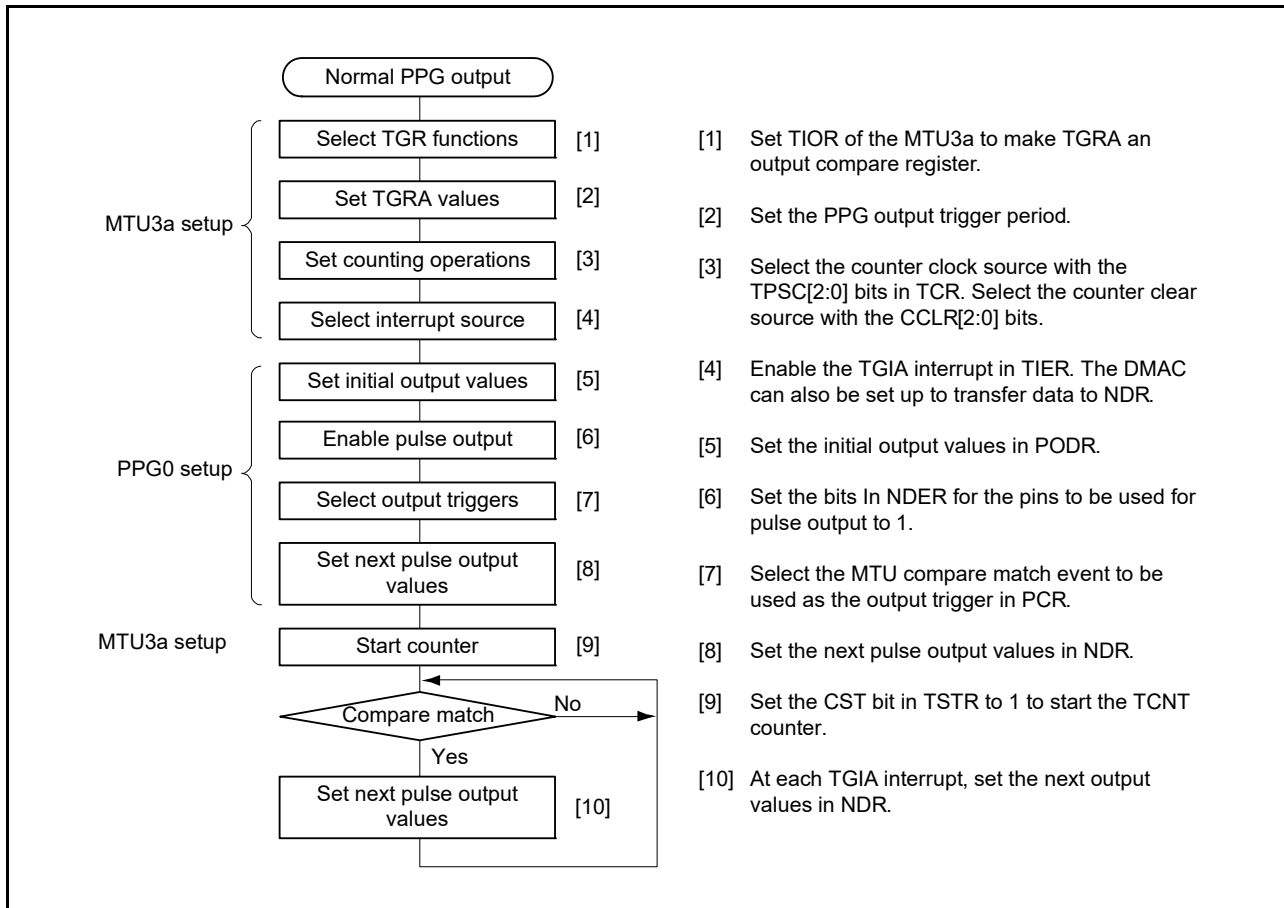 Normal PPG output
MTU3a setup
Select TGR functions [1]
Set TGRA values [2]
Set counting operations [3]
Select interrupt source [4]
PPG0 setup
Set initial output values [5]
Enable pulse output [6]
Select output triggers [7]
Set next pulse output
values
[8]
MTU3a setup
Start counter [9]
Compare match
No
Yes
Set next pulse output
values
[10]
[1] Set TIOR of the MTU3a to make TGRA an
output compare register.
[2] Set the PPG output trigger period.
[3] Select the counter clock source with the
TPSC[2:0] bits in TCR. Select the counter clear
source with the CCLR[2:0] bits.
[4] Enable the TGIA interrupt in TIER. The DMAC
can also be set up to transfer data to NDR.
[5] Set the initial output values in PODR.
[6] Set the bits In NDER for the pins to be used for
pulse output to 1.
[7] Select the MTU compare match event to be
used as the output trigger in PCR.
[8] Set the next pulse output values in NDR.
[9] Set the CST bit in TSTR to 1 to start the TCNT
counter.
[10] At each TGIA interrupt, set the next output
values in NDR.